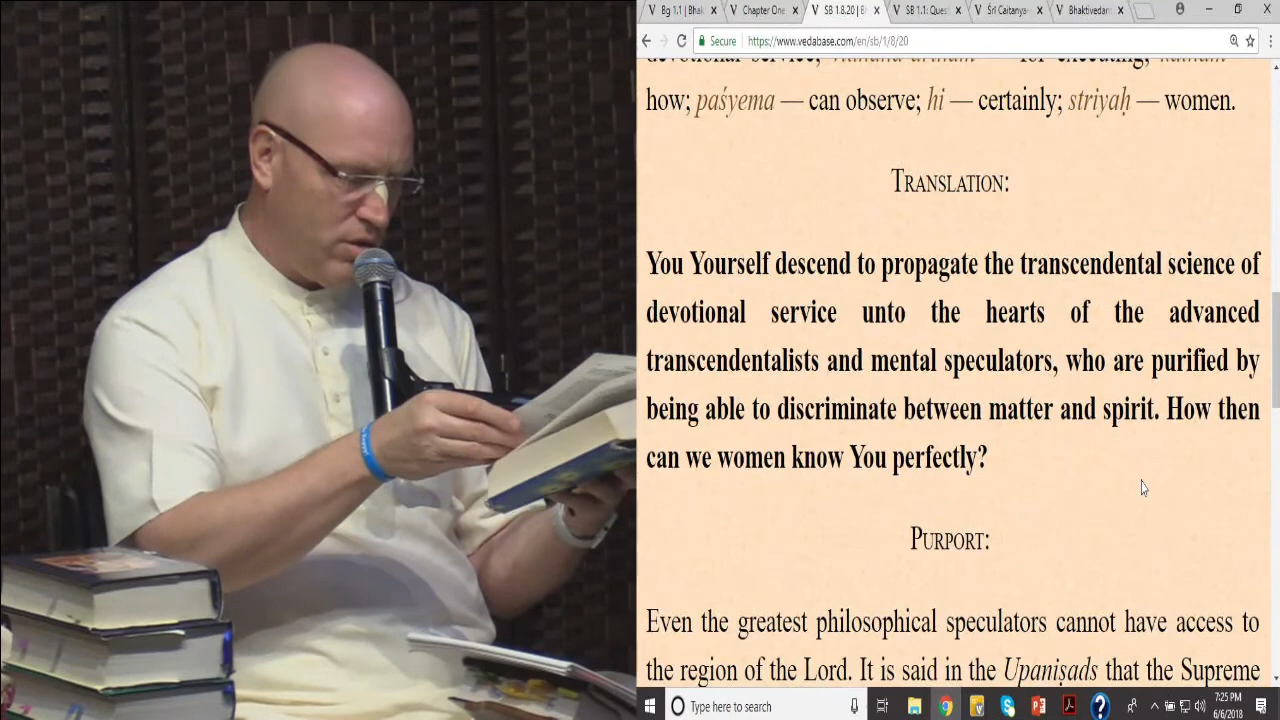 Bg 1.1 | Bhak
Chapter One
SB 1.8.20 | B
SB 1.1: Quest
Śrī Caitanya-
Bhaktivedan
Secure
https://www.vedabase.com/en/sb/1/8/20
how; paśyema — can observe; hi — certainly; striyaḥ — women.
TRANSLATION:
You Yourself descend to propagate the transcendental science of
devotional service unto the hearts of the advanced
transcendentalists and mental speculators, who are purified by
being able to discriminate between matter and spirit. How then
can we women know You perfectly?
PURPORT:
Even the greatest philosophical speculators cannot have access to
the region of the Lord. It is said in the Upaniṣads that the Supreme
Type here to search
7:25 PM
6/6/2018